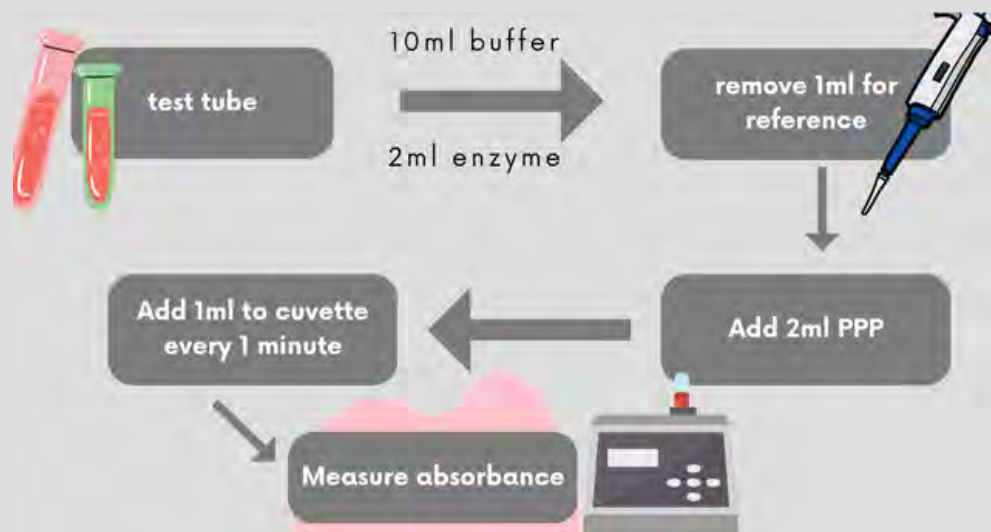 test tube
10ml buffer
2ml enzyme
remove 1ml for
reference
Add 2ml PPP
Add 1ml to cuvette
every 1 minute
Measure absorbance